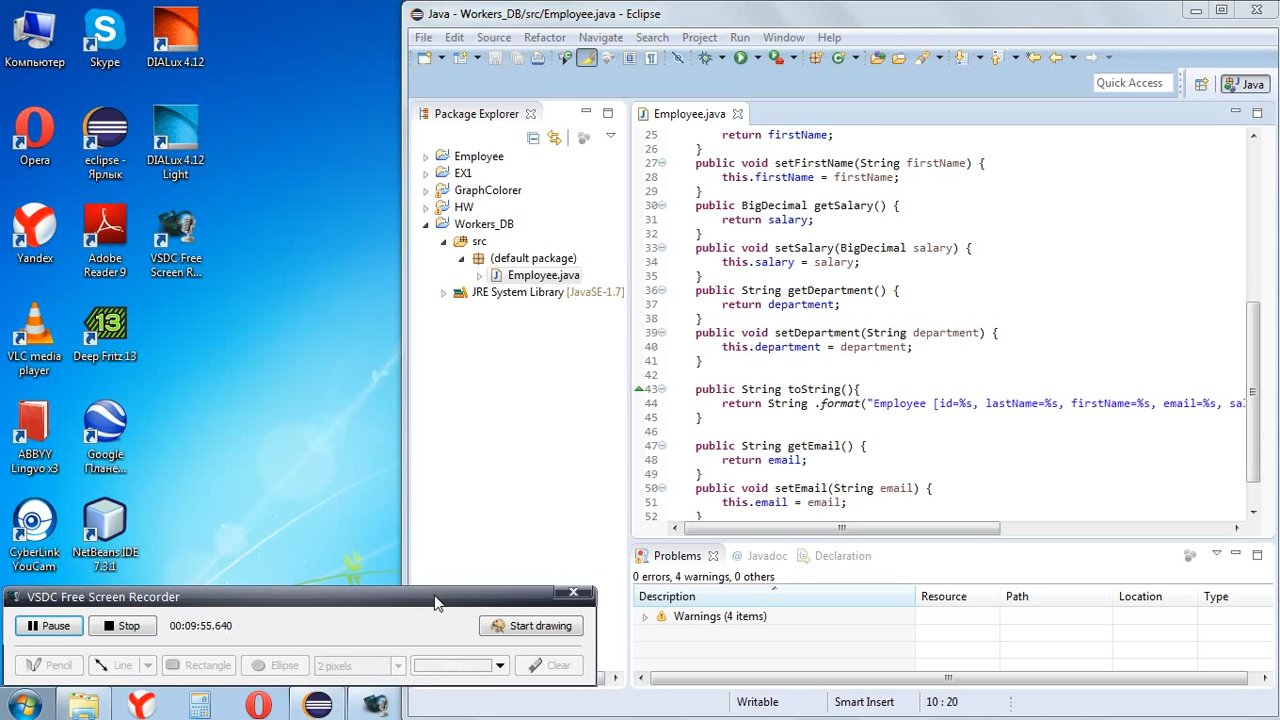 Java - Workers_DB/src/Employee.java - Eclipse
File Edit Source Refactor Navigate Search Project Run Window Help
Quick Access
Java
Компьютер
Skype
DIALux 4.12
Opera
eclipse - Ярлык
DIALux 4.12 Light
Yandex
Adobe Reader 9
VSDC Free Screen R...
VLC media player
Deep Fritz 13
ABBYY Lingvo x3
Google Плане...
CyberLink YouCam
NetBeans IDE 7.3.1
Package Explorer
Employee
EX1
GraphColorer
HW
Workers_DB
src
(default package)
Employee.java
JRE System Library [JavaSE-1.7]
Employee.java
25 return firstName;
26 }
27 public void setFirstName(String firstName) {
28 this.firstName = firstName;
29 }
30 public BigDecimal getSalary() {
31 return salary;
32 }
33 public void setSalary(BigDecimal salary) {
34 this.salary = salary;
35 }
36 public String getDepartment() {
37 return department;
38 }
39 public void setDepartment(String department) {
40 this.department = department;
41 }
42
43 public String toString(){
44 return String .format("Employee [id=%s, lastName=%s, firstName=%s, email=%s, sal
45 }
46
47 public String getEmail() {
48 return email;
49 }
50 public void setEmail(String email) {
51 this.email = email;
52 }
Problems Javadoc Declaration
0 errors, 4 warnings, 0 others
Description Resource Path Location Type
Warnings (4 items)
Writable Smart Insert 10 : 20
VSDC Free Screen Recorder
Pause Stop 00:09:55.640 Start drawing
Pencil Line Rectangle Ellipse 2 pixels Clear